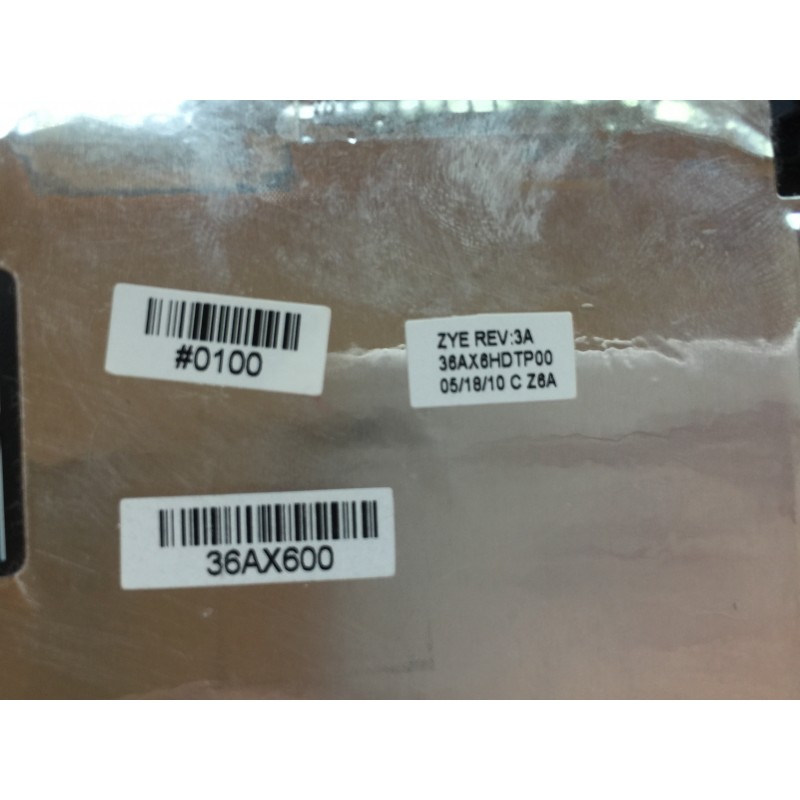 #0100
ZYE REV:3A
36AX6HDTP00
05/18/10 C Z6A
36AX600